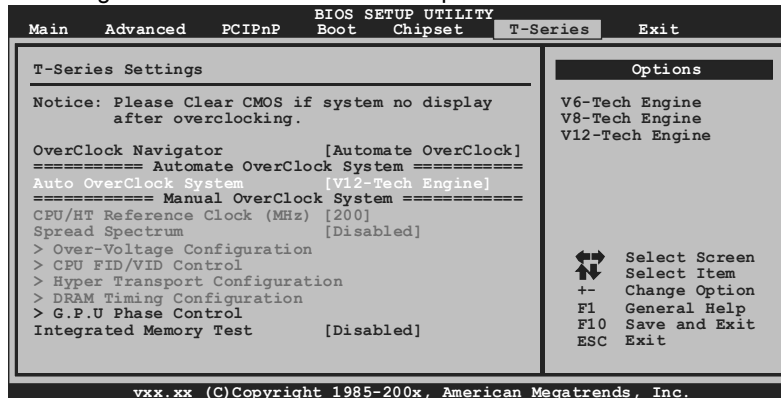 BIOS SETUP UTILITY
Main Advanced PCIPnP Boot Chipset T-Series Exit
T-Series Settings
Notice: Please Clear CMOS if system no display
after overclocking.
OverClock Navigator [Automate OverClock]
=========== Automate OverClock System ===========
Auto OverClock System [V12-Tech Engine]
============ Manual OverClock System ============
CPU/HT Reference Clock (MHz) [200]
Spread Spectrum [Disabled]
> Over-Voltage Configuration
> CPU FID/VID Control
> Hyper Transport Configuration
> DRAM Timing Configuration
> G.P.U Phase Control
Integrated Memory Test [Disabled]
Options
V6-Tech Engine
V8-Tech Engine
V12-Tech Engine
Select Screen
Select Item
+- Change Option
F1 General Help
F10 Save and Exit
ESC Exit
vxx.xx (C)Copyright 1985-200x, American Megatrends, Inc.